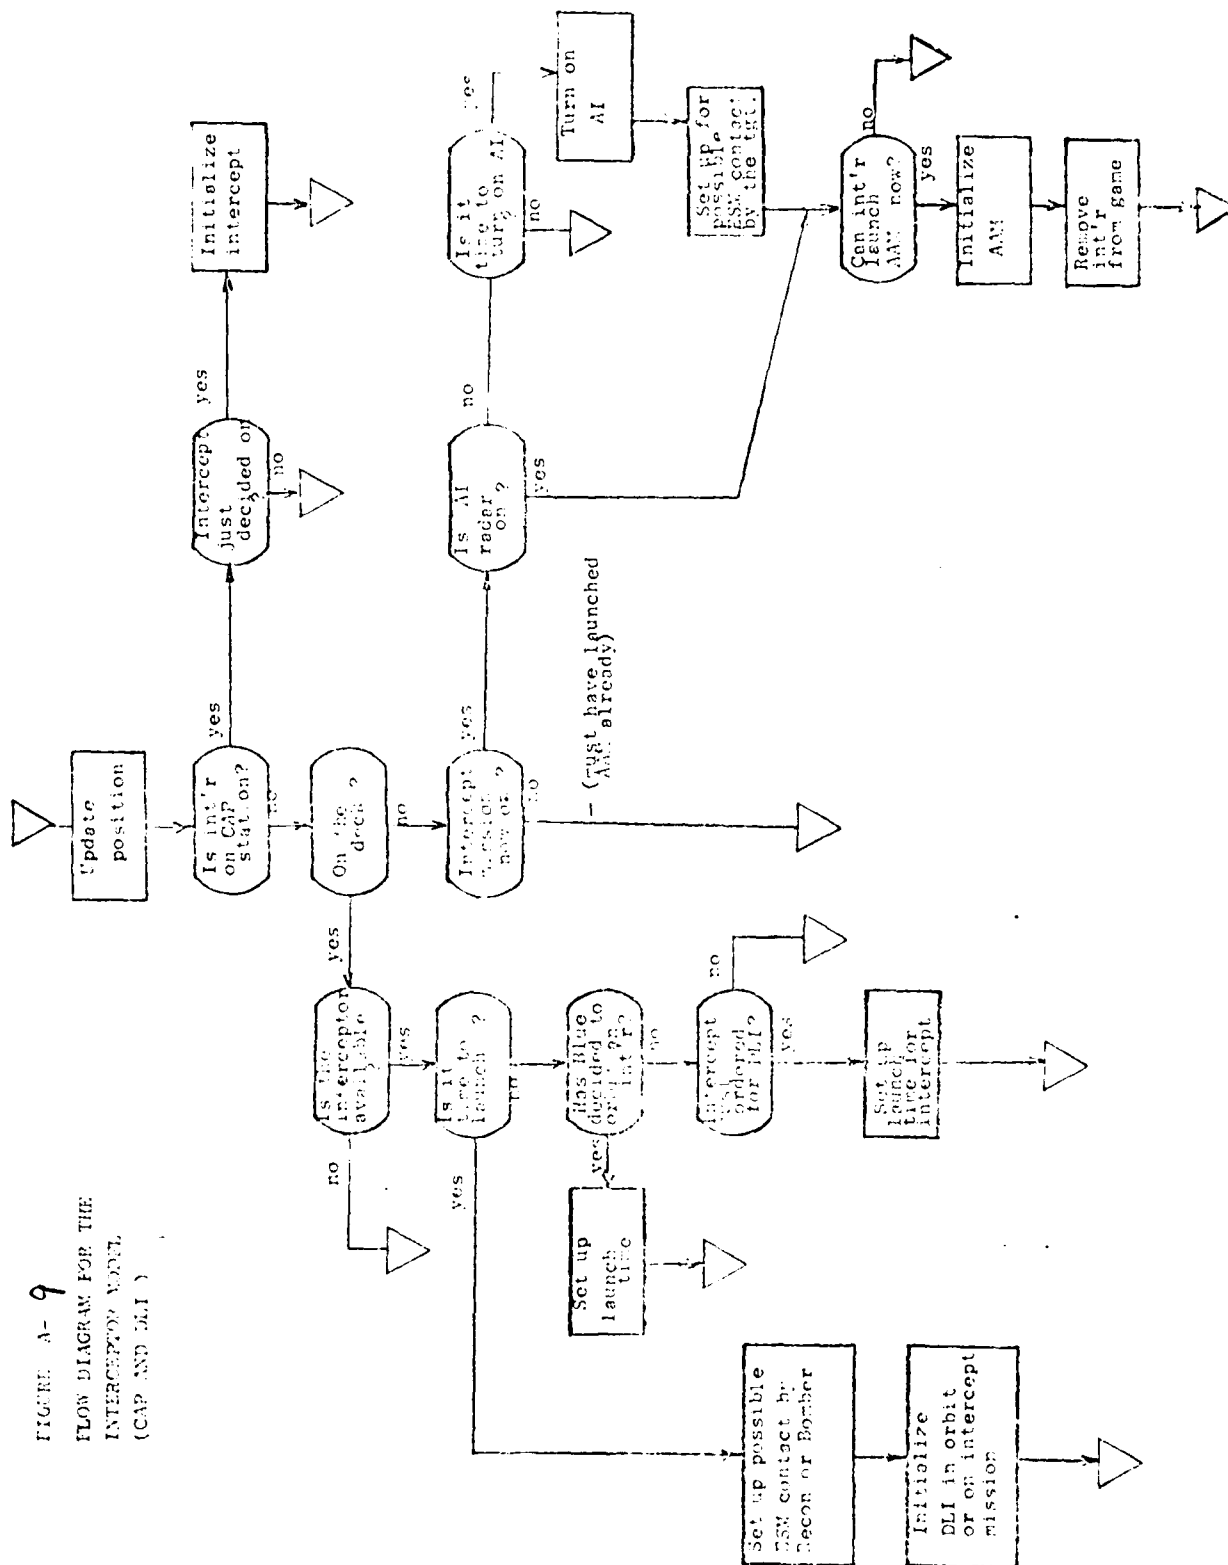 FIGURE A-9
FLOW DIAGRAM FOR THE
INTERCEPTOR MODEL
(CAP AND DLI)
Update
position
Is int'r
on CAP
station?
yes
no
Intercept
just
decided on
?
yes
no
Initialize
intercept
On the
deck ?
yes
no
Intercept
mission
now on ?
yes
no
- (must have launched
AAM already)
Is AI
radar
on ?
no
yes
Is it
time to
turn on AI
yes
no
Turn on
AI
Set up for
possible
ESM contact
by the tgt.
Can int'r
launch
AAM now?
no
yes
Initialize
AAM
Remove
int'r
from game
Is the
interceptor
available
yes
no
Is it
time to
launch ?
yes
no
Has Blue
decided to
orbit an
int'r?
yes
no
Set up
launch
time
Intercept
just
ordered
for DLI?
no
yes
Set up
launch
time for
intercept
Set up possible
ESM contact by
Recon or Bomber
Initialize
DLI in orbit
or on intercept
mission